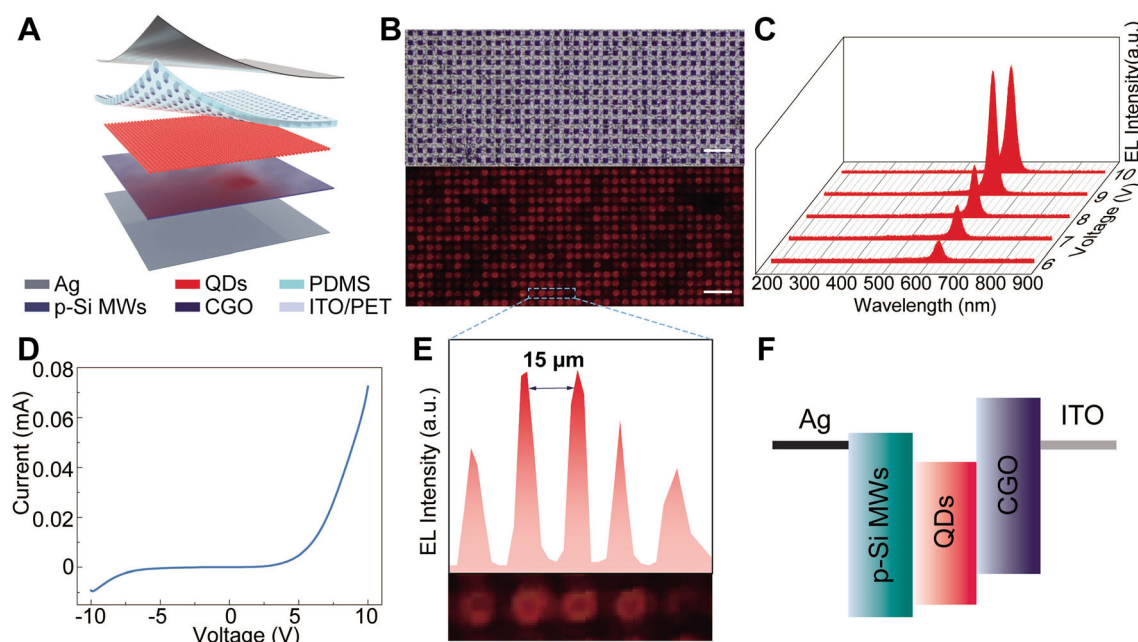 A
B
C
EL Intensity(a.u.)
10
9
8
7
6
Voltage (V)
200 300 400 500 600 700 800 900
Wavelength (nm)
Ag
QDs
PDMS
p-Si MWs
CGO
ITO/PET
D
Current (mA)
0.08
0.06
0.04
0.02
0
-10 -5 0 5 10
Voltage (V)
E
EL Intensity (a.u.)
15 μm
F
Ag
p-Si MWs
QDs
CGO
ITO